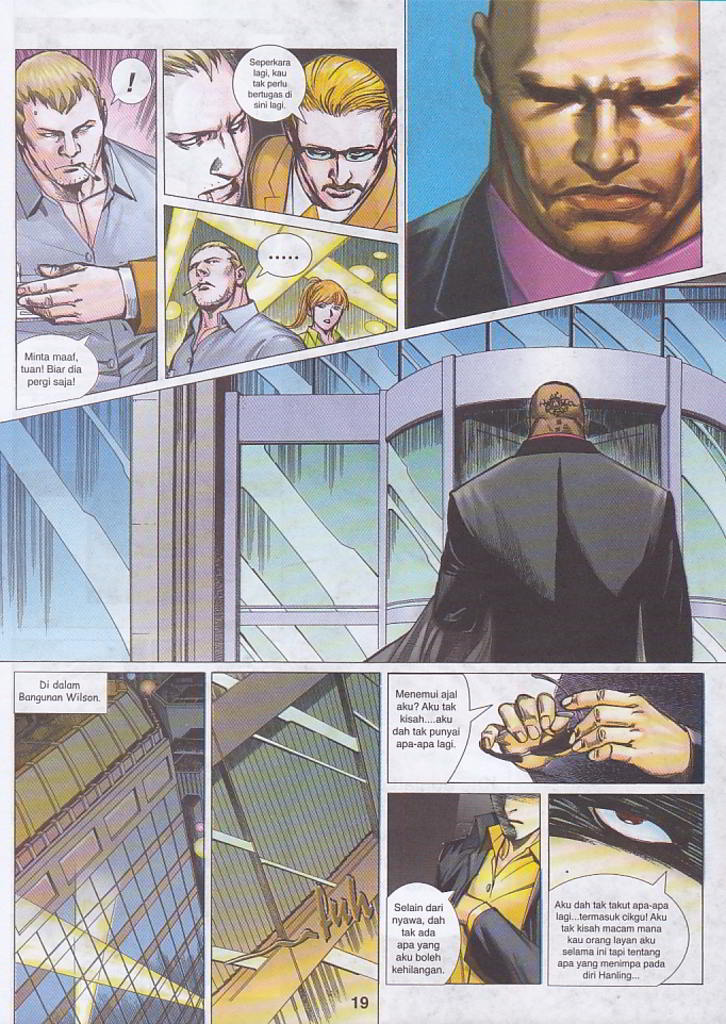 !
Seperkara
lagi, kau
tak perlu
bertugas di
sini lagi.
.....
Minta maaf,
tuan! Biar dia
pergi saja!
Di dalam
Bangunan Wilson.
Menemui ajal
aku? Aku tak
kisah....aku
dah tak punyai
apa-apa lagi.
Selain dari
nyawa, dah
tak ada
apa yang
aku boleh
kehilangan.
Aku dah tak takut apa-apa
lagi...termasuk cikgu! Aku
tak kisah macam mana
kau orang layan aku
selama ini tapi tentang
apa yang menimpa pada
diri Hanling...
19